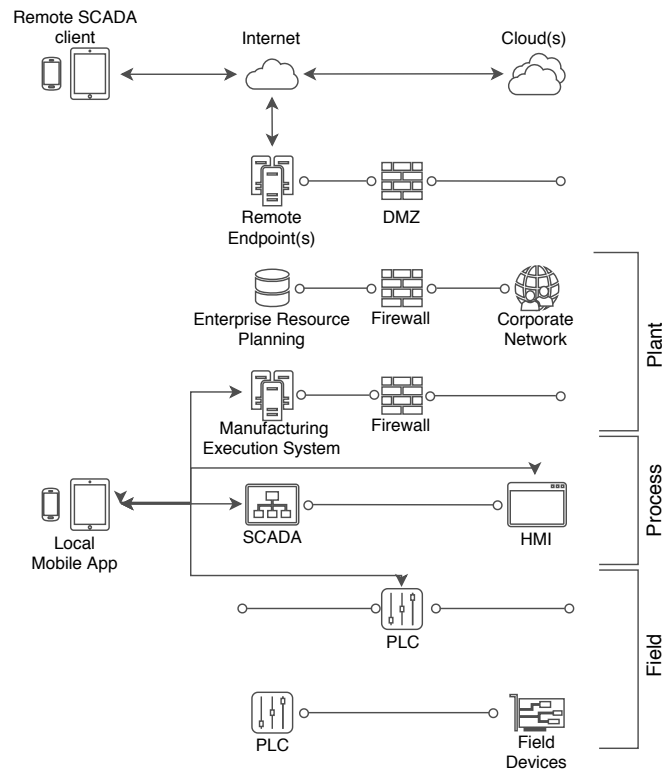 Remote SCADA
client
Internet
Cloud(s)
Remote
Endpoint(s)
DMZ
Enterprise Resource
Planning
Firewall
Corporate
Network
Plant
Manufacturing
Execution System
Firewall
Process
Local
Mobile App
SCADA
HMI
Field
PLC
PLC
Field
Devices